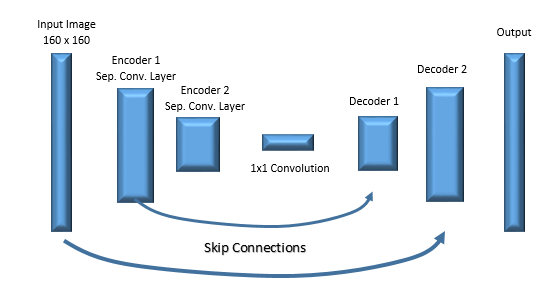 Input Image
160 x 160
Encoder 1
Sep. Conv. Layer
Encoder 2
Sep. Conv. Layer
1x1 Convolution
Decoder 1
Decoder 2
Output
Skip Connections